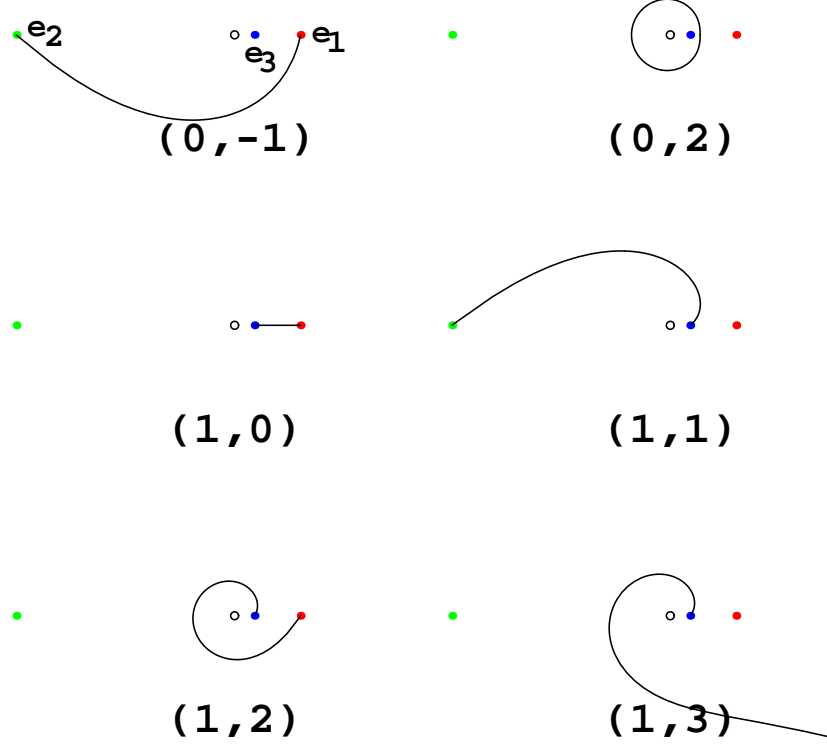 e2 e3 e1
(0,-1) (0,2)
(1,0) (1,1)
(1,2) (1,3)